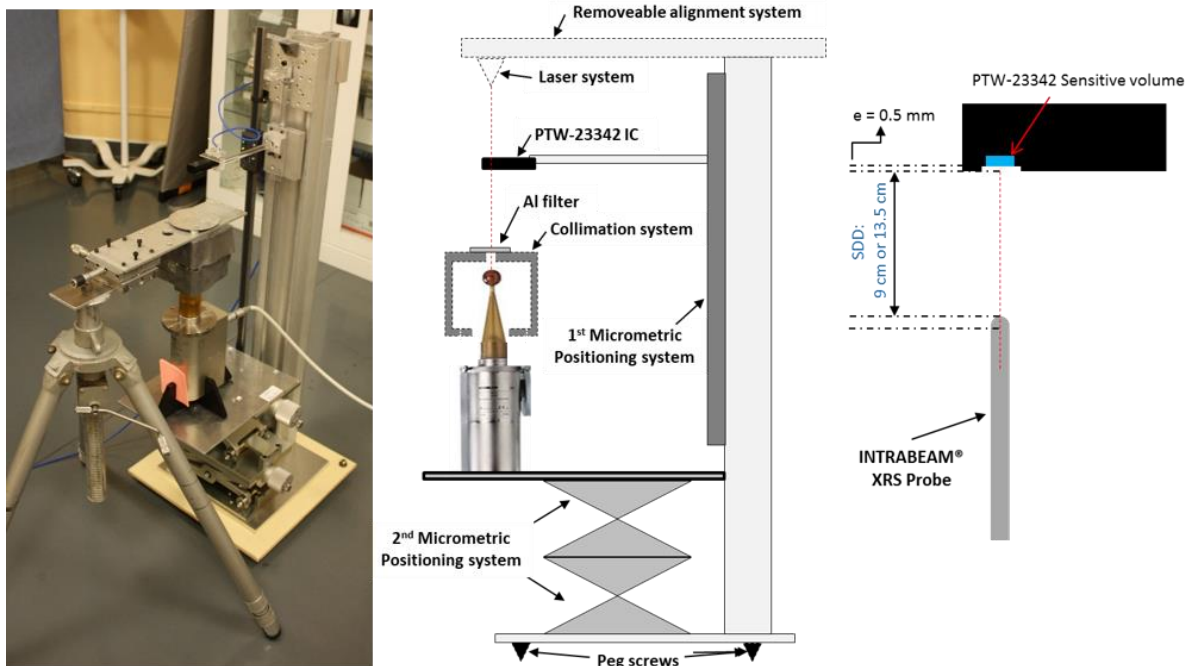 Removeable alignment system
Laser system
PTW-23342 IC
Al filter
Collimation system
1st Micrometric
Positioning system
2nd Micrometric
Positioning system
Peg screws
PTW-23342 Sensitive volume
e = 0.5 mm
SDD:
9 cm or 13.5 cm
INTRABEAM®
XRS Probe